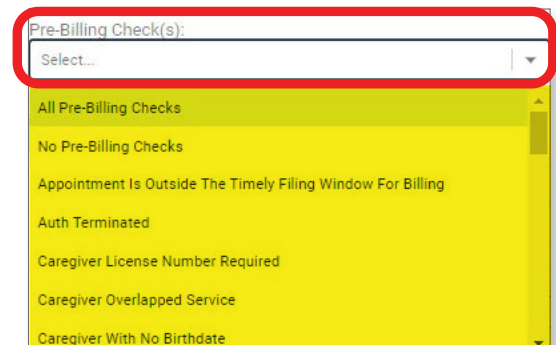 Pre-Billing Check(s):
Select...
All Pre-Billing Checks
No Pre-Billing Checks
Appointment Is Outside The Timely Filing Window For Billing
Auth Terminated
Caregiver License Number Required
Caregiver Overlapped Service
Caregiver With No Birthdate